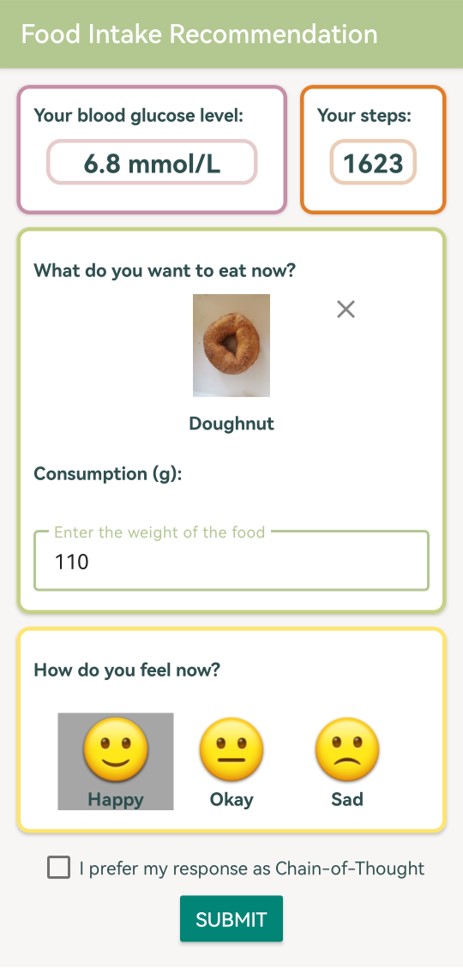 Food Intake Recommendation
Your blood glucose level:
6.8 mmol/L
Your steps:
1623
What do you want to eat now?
Doughnut
Consumption (g):
Enter the weight of the food
110
How do you feel now?
Happy
Okay
Sad
I prefer my response as Chain-of-Thought
SUBMIT